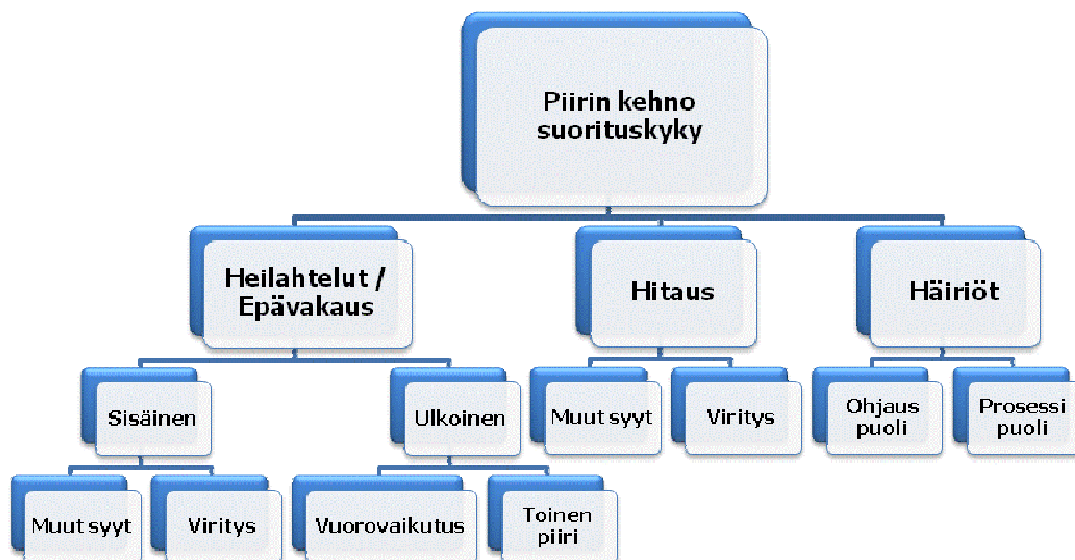 Piirin kehno
suorituskyky
Heilahtelut /
Epävakaus
Hitaus
Häiriöt
Sisäinen
Ulkoinen
Muut syyt
Viritys
Ohjaus
puoli
Prosessi
puoli
Muut syyt
Viritys
Vuorovaikutus
Toinen
piiri